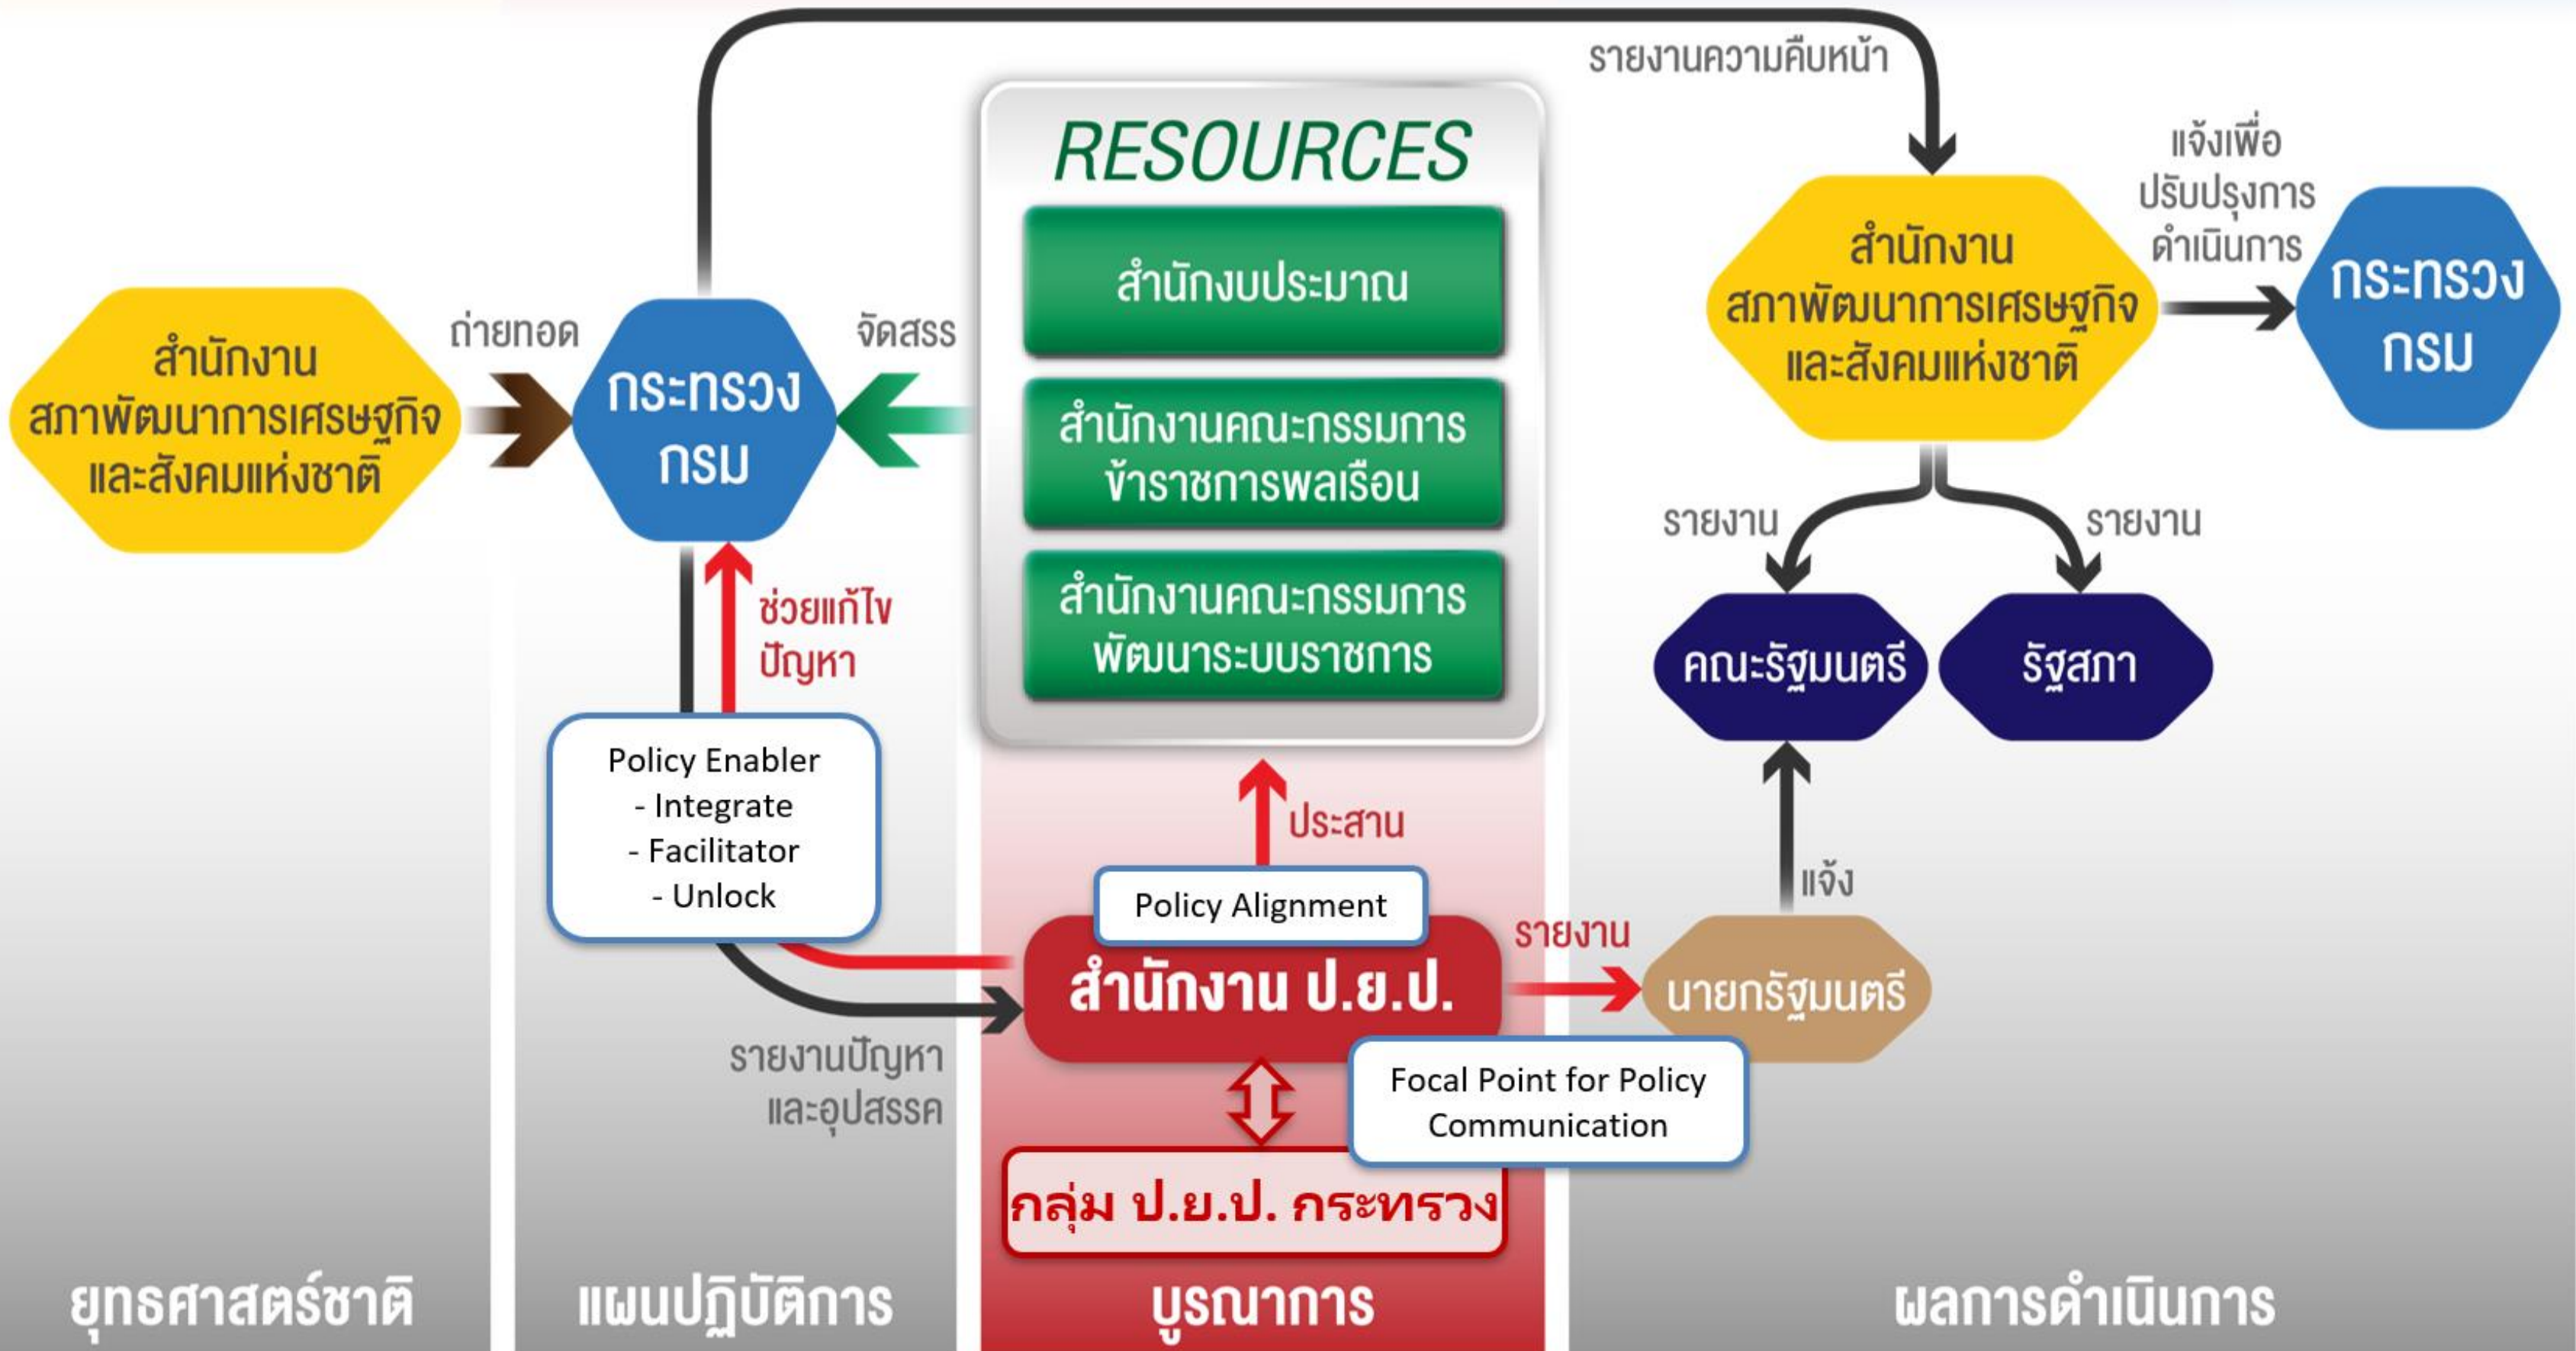 รายงานความคืบหน้า
สำนักงาน
สภาพัฒนาการเศรษฐกิจ
และสังคมแห่งชาติ
ถ่ายทอด
กระทรวง
กรม
จัดสรร
RESOURCES
สำนักงบประมาณ
สำนักงานคณะกรรมการ
ข้าราชการพลเรือน
สำนักงานคณะกรรมการ
พัฒนาระบบราชการ
สำนักงาน
สภาพัฒนาการเศรษฐกิจ
และสังคมแห่งชาติ
แจ้งเพื่อ
ปรับปรุงการ
ดำเนินการ
กระทรวง
กรม
รายงาน
รายงาน
คณะรัฐมนตรี
รัฐสภา
ช่วยแก้ไข
ปัญหา
Policy Enabler
- Integrate
- Facilitator
- Unlock
ประสาน
Policy Alignment
สำนักงาน ป.ย.ป.
รายงาน
แจ้ง
นายกรัฐมนตรี
รายงานปัญหา
และอุปสรรค
Focal Point for Policy
Communication
กลุ่ม ป.ย.ป. กระทรวง
ยุทธศาสตร์ชาติ
แผนปฏิบัติการ
บูรณาการ
ผลการดำเนินการ